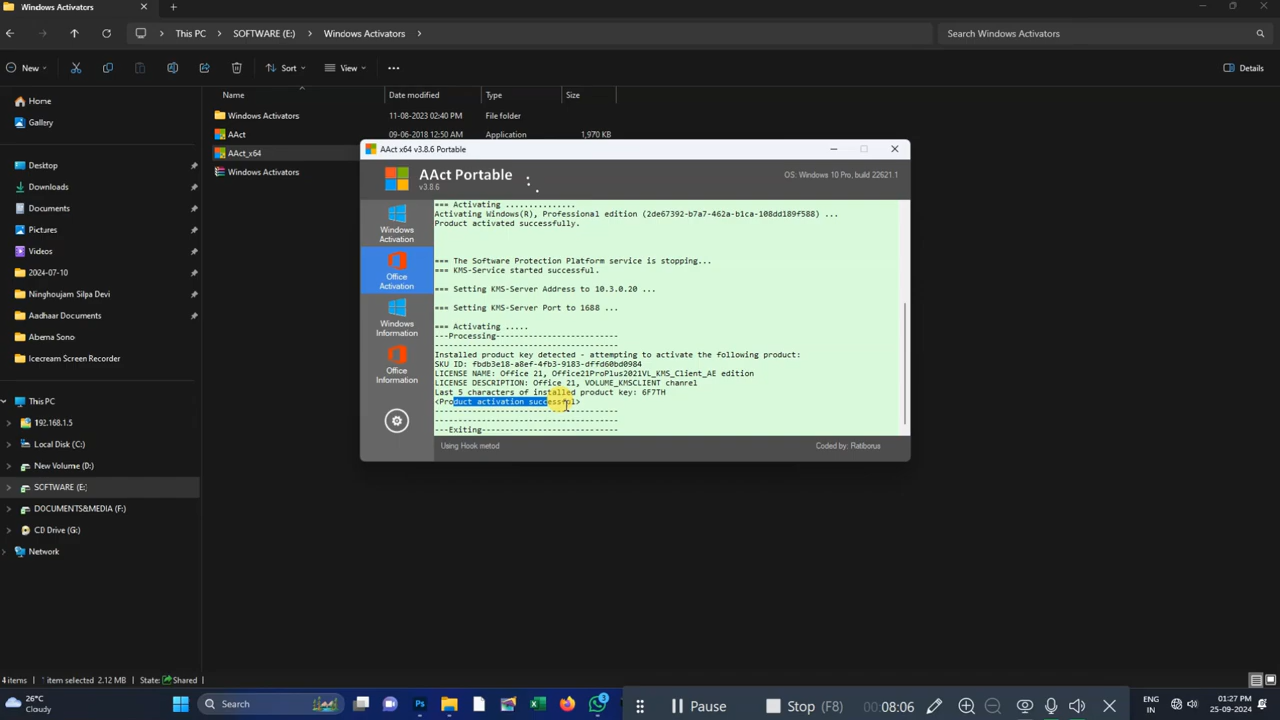 Windows Activators
This PC > SOFTWARE (E:) > Windows Activators >
Search Windows Activators
New
Sort
View
Details
Name
Date modified
Type
Size
Home
Gallery
Desktop
Downloads
Documents
Pictures
Videos
2024-07-10
Ninghoujam Silpa Devi
Aadhaar Documents
Abema Sono
Icecream Screen Recorder
This PC
192.168.1.5
Local Disk (C:)
New Volume (D:)
SOFTWARE (E:)
DOCUMENTS&MEDIA (F:)
CD Drive (G:)
Network
Windows Activators 11-08-2023 02:40 PM File folder
AAct 09-06-2018 12:50 AM Application 1,970 KB
AAct_x64
Windows Activators
AAct x64 v3.8.6 Portable
AAct Portable
v3.8.6
OS: Windows 10 Pro, build 22621.1
Windows
Activation
Office
Activation
Windows
Information
Office
Information
=== Activating ...............
Activating Windows(R), Professional edition (2de67392-b7a7-462a-b1ca-108dd189f588) ...
Product activated successfully.
=== The Software Protection Platform service is stopping...
=== KMS-Service started successful.
=== Setting KMS-Server Address to 10.3.0.20 ...
=== Setting KMS-Server Port to 1688 ...
=== Activating .....
---Processing--------------------------
---------------------------------------
Installed product key detected - attempting to activate the following product:
SKU ID: fbdb3e18-a8ef-4fb3-9183-dffd60bd0984
LICENSE NAME: Office 21, Office21ProPlus2021VL_KMS_Client_AE edition
LICENSE DESCRIPTION: Office 21, VOLUME_KMSCLIENT channel
Last 5 characters of installed product key: 6F7TH
<Product activation successful>
---------------------------------------
---------------------------------------
---Exiting-----------------------------
Using Hook metod
Coded by: Ratiborus
4 items
1 item selected 2.12 MB
State: Shared
26°C
Cloudy
Search
3
Pause
Stop (F8)
00:08:06
ENG
IN
01:27 PM
25-09-2024